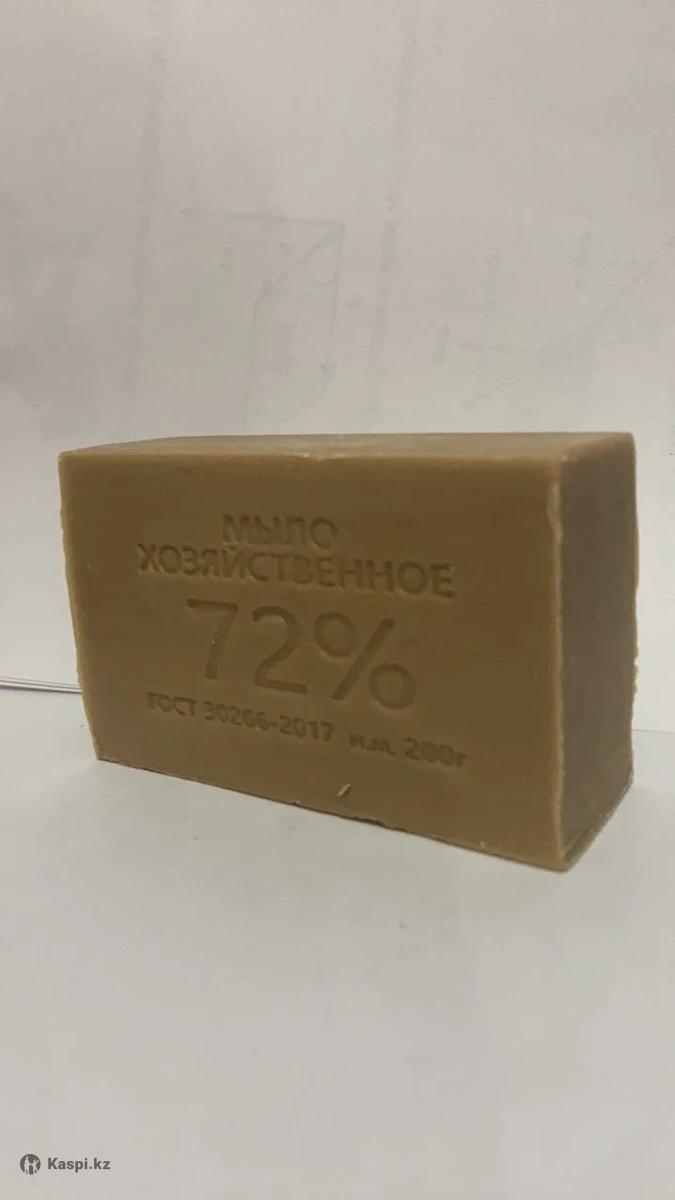 МЫЛО
ХОЗЯЙСТВЕННОЕ
72%
ГОСТ 30266-2017 н.м. 200г
Kaspi.kz